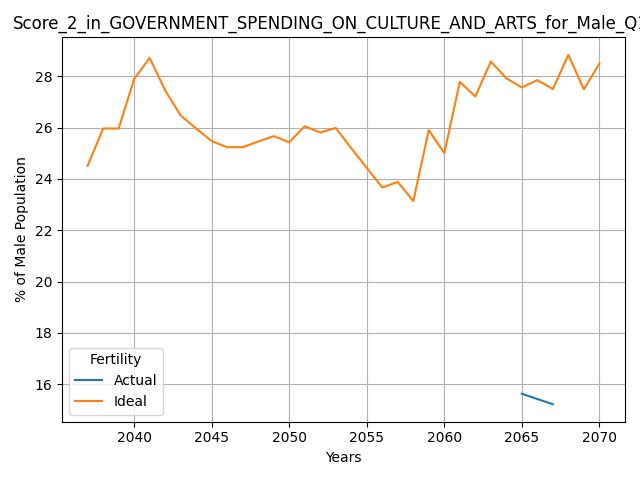 Score_2_in_GOVERNMENT_SPENDING_ON_CULTURE_AND_ARTS_for_Male_Q
% of Male Population
28
26
24
22
20
18
16
Fertility
Actual
Ideal
2040 2045 2050 2055 2060 2065 2070
Years